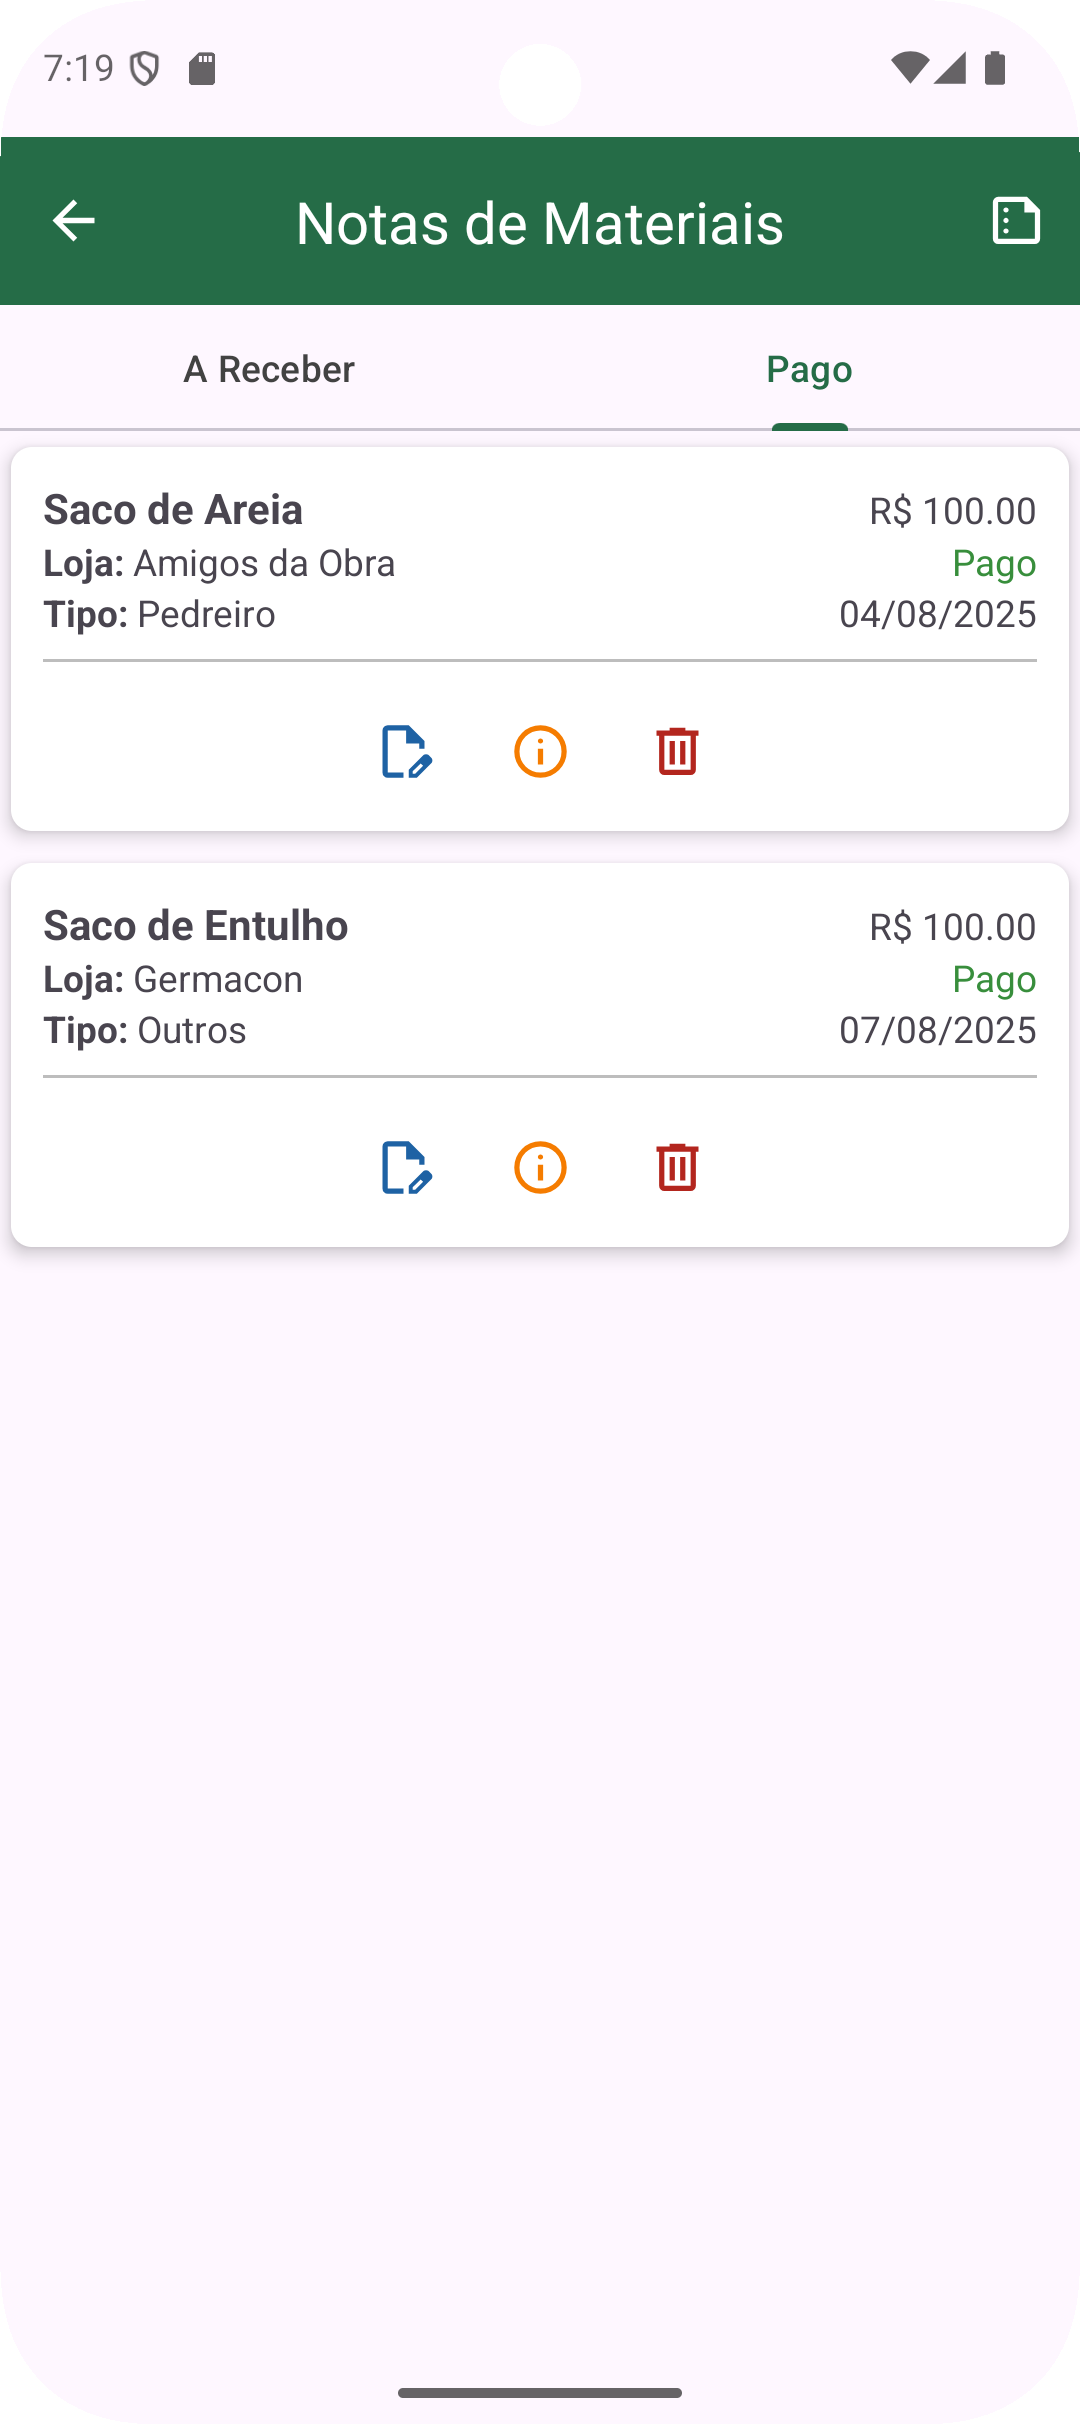 7:19
Notas de Materiais
A Receber Pago
Saco de Areia R$ 100.00
Loja: Amigos da Obra Pago
Tipo: Pedreiro 04/08/2025
Saco de Entulho R$ 100.00
Loja: Germacon Pago
Tipo: Outros 07/08/2025